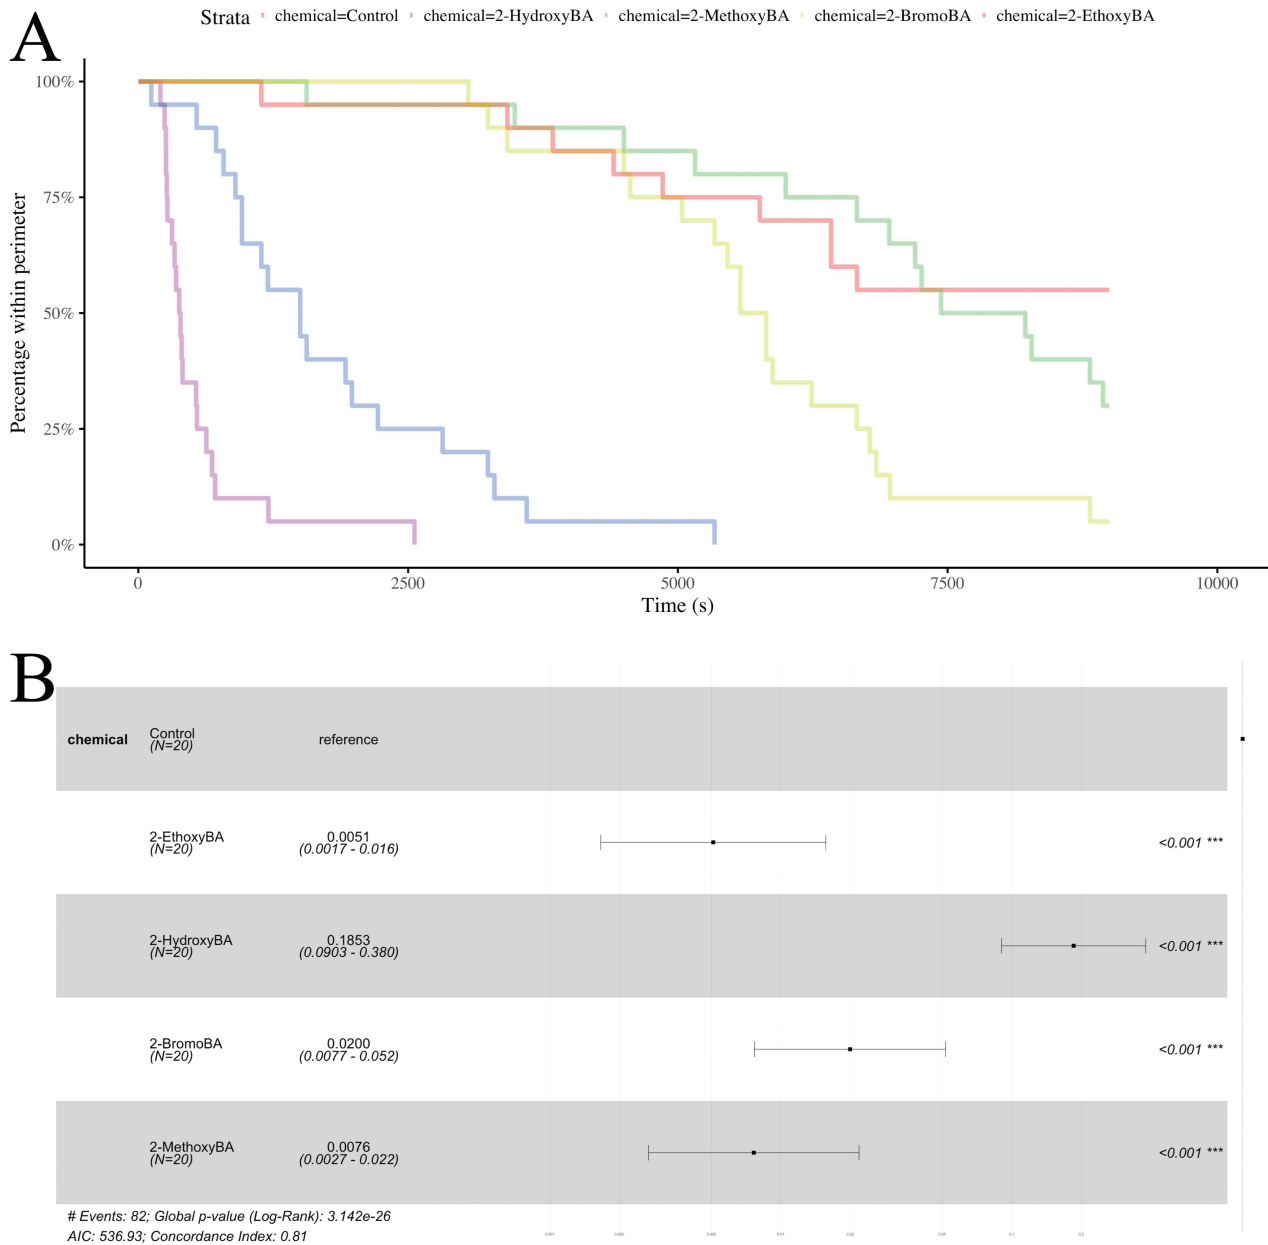 A
Strata chemical=Control chemical=2-HydroxyBA chemical=2-MethoxyBA chemical=2-BromoBA chemical=2-EthoxyBA
Percentage within perimeter
100%
75%
50%
25%
0%
0 2500 5000 7500 10000
Time (s)
B
chemical Control reference
(N=20)
2-EthoxyBA 0.0051
(N=20) (0.0017 - 0.016) <0.001 ***
2-HydroxyBA 0.1853
(N=20) (0.0903 - 0.380) <0.001 ***
2-BromoBA 0.0200
(N=20) (0.0077 - 0.052) <0.001 ***
2-MethoxyBA 0.0076
(N=20) (0.0027 - 0.022) <0.001 ***
# Events: 82; Global p-value (Log-Rank): 3.142e-26
AIC: 536.93; Concordance Index: 0.81